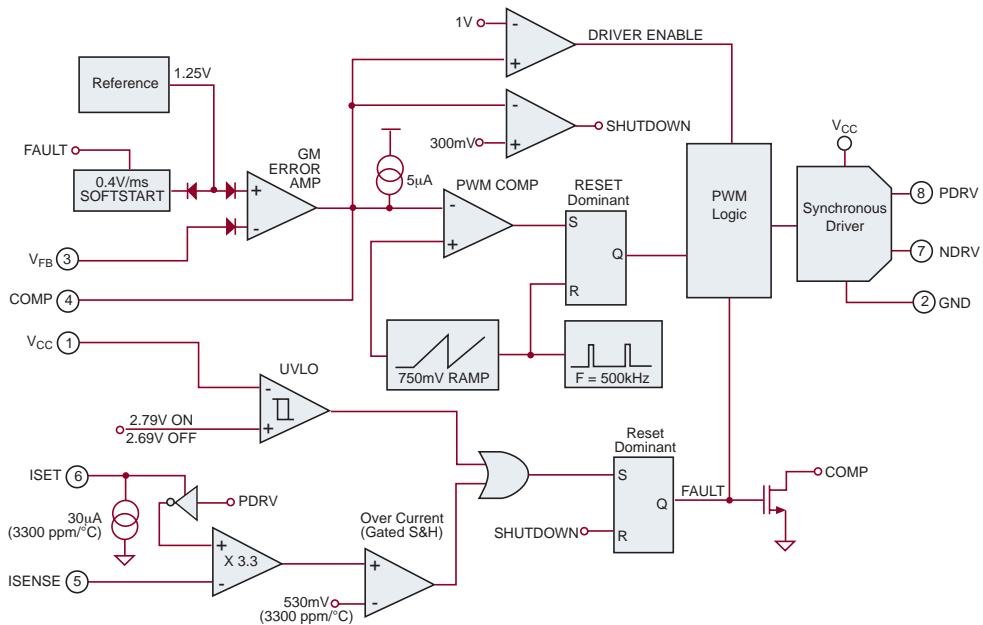 1V
-
+
DRIVER ENABLE
Reference
1.25V
-
+
300mV
SHUTDOWN
FAULT
0.4V/ms
SOFTSTART
GM
ERROR
AMP
+
-
5μA
PWM COMP
-
+
RESET
Dominant
S
Q
R
PWM
Logic
VCC
Synchronous
Driver
8 PDRV
7 NDRV
2 GND
VFB 3
COMP 4
VCC 1
750mV RAMP
F = 500kHz
UVLO
-
+
2.79V ON
2.69V OFF
Reset
Dominant
S
Q
R
FAULT
COMP
SHUTDOWN
ISET 6
PDRV
30μA
(3300 ppm/°C)
+
X 3.3
-
ISENSE 5
Over Current
(Gated S&H)
+
-
530mV
(3300 ppm/°C)